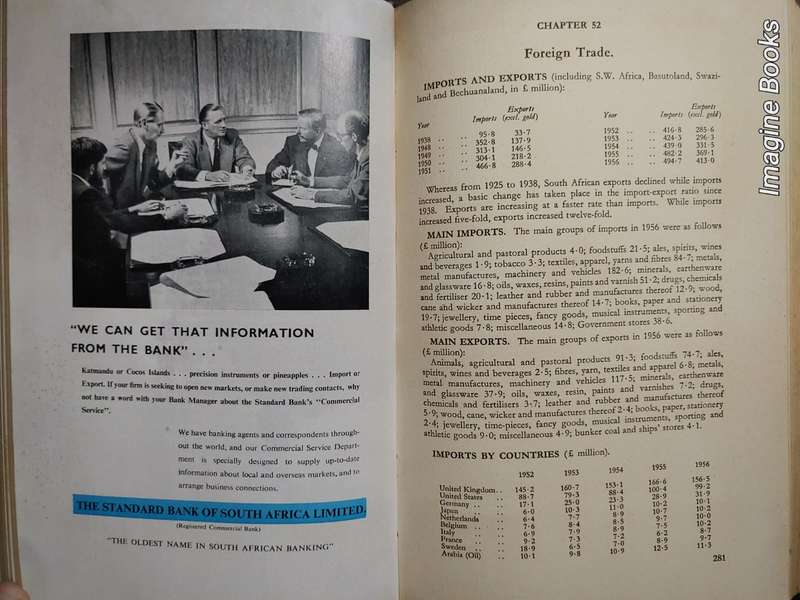 "WE CAN GET THAT INFORMATION
FROM THE BANK" . . .
Katmandu or Cocos Islands . . . precision instruments or pineapples . . . Import or
Export. If your firm is seeking to open new markets, or make new trading contacts, why
not have a word with your Bank Manager about the Standard Bank's "Commercial
Service".
We have banking agents and correspondents through-
out the world, and our Commercial Service Depart-
ment is specially designed to supply up-to-date
information about local and overseas markets, and to
arrange business connections.
THE STANDARD BANK OF SOUTH AFRICA LIMITED.
(Registered Commercial Bank)
"THE OLDEST NAME IN SOUTH AFRICAN BANKING"
CHAPTER 52
Foreign Trade.
IMPORTS AND EXPORTS (including S.W. Africa, Basutoland, Swazi-
land and Bechuanaland, in £ million):
Year Imports Exports (excl. gold) Year Imports Exports (excl. gold)
1938 .. .. 95·8 33·7 1952 .. .. 416·8 285·6
1948 .. .. 352·8 137·9 1953 .. .. 424·3 296·3
1949 .. .. 313·1 146·5 1954 .. .. 439·0 331·5
1950 .. .. 304·1 218·2 1955 .. .. 482·2 369·1
1951 .. .. 466·8 288·4 1956 .. .. 494·7 413·0
Whereas from 1925 to 1938, South African exports declined while imports
increased, a basic change has taken place in the import-export ratio since
1938. Exports are increasing at a faster rate than imports. While imports
increased five-fold, exports increased twelve-fold.
MAIN IMPORTS. The main groups of imports in 1956 were as follows
(£ million):
Agricultural and pastoral products 4·0; foodstuffs 21·5; ales, spirits, wines
and beverages 1·9; tobacco 3·3; textiles, apparel, yarns and fibres 84·7; metals,
metal manufactures, machinery and vehicles 182·6; minerals, earthenware
and glassware 16·8; oils, waxes, resins, paints and varnish 51·2; drugs, chemicals
and fertiliser 20·1; leather and rubber and manufactures thereof 12·9; wood,
cane and wicker and manufactures thereof 14·7; books, paper and stationery
19·7; jewellery, time pieces, fancy goods, musical instruments, sporting and
athletic goods 7·8; miscellaneous 14·8; Government stores 38·6.
MAIN EXPORTS. The main groups of exports in 1956 were as follows
(£ million):
Animals, agricultural and pastoral products 91·3; foodstuffs 74·7; ales,
spirits, wines and beverages 2·5; fibres, yarn, textiles and apparel 6·8; metals,
metal manufactures, machinery and vehicles 117·5; minerals, earthenware
and glassware 37·9; oils, waxes, resin, paints and varnishes 7·2; drugs,
chemicals and fertilisers 3·7; leather and rubber and manufactures thereof
5·9; wood, cane, wicker and manufactures thereof 2·4; books, paper, stationery
2·4; jewellery, time-pieces, fancy goods, musical instruments, sporting and
athletic goods 9·0; miscellaneous 4·9; bunker coal and ships' stores 4·1.
IMPORTS BY COUNTRIES (£ million).
1952 1953 1954 1955 1956
United Kingdom .. 145·2 160·7 153·1 166·6 156·5
United States .. 88·7 79·3 88·4 100·4 99·2
Germany .. .. 17·1 25·0 23·3 28·9 31·9
Japan .. .. 6·0 10·3 11·0 10·2 10·1
Netherlands .. 6·4 7·7 8·9 10·7 10·2
Belgium .. .. 7·6 8·4 8·5 9·7 10·0
Italy .. .. 6·9 7·9 8·9 7·5 10·2
France .. .. 9·2 7·3 7·2 6·2 8·7
Sweden .. .. 18·9 6·5 7·0 8·9 9·7
Arabia (Oil) .. 10·1 9·8 10·9 12·5 11·3
281
Imagine Books